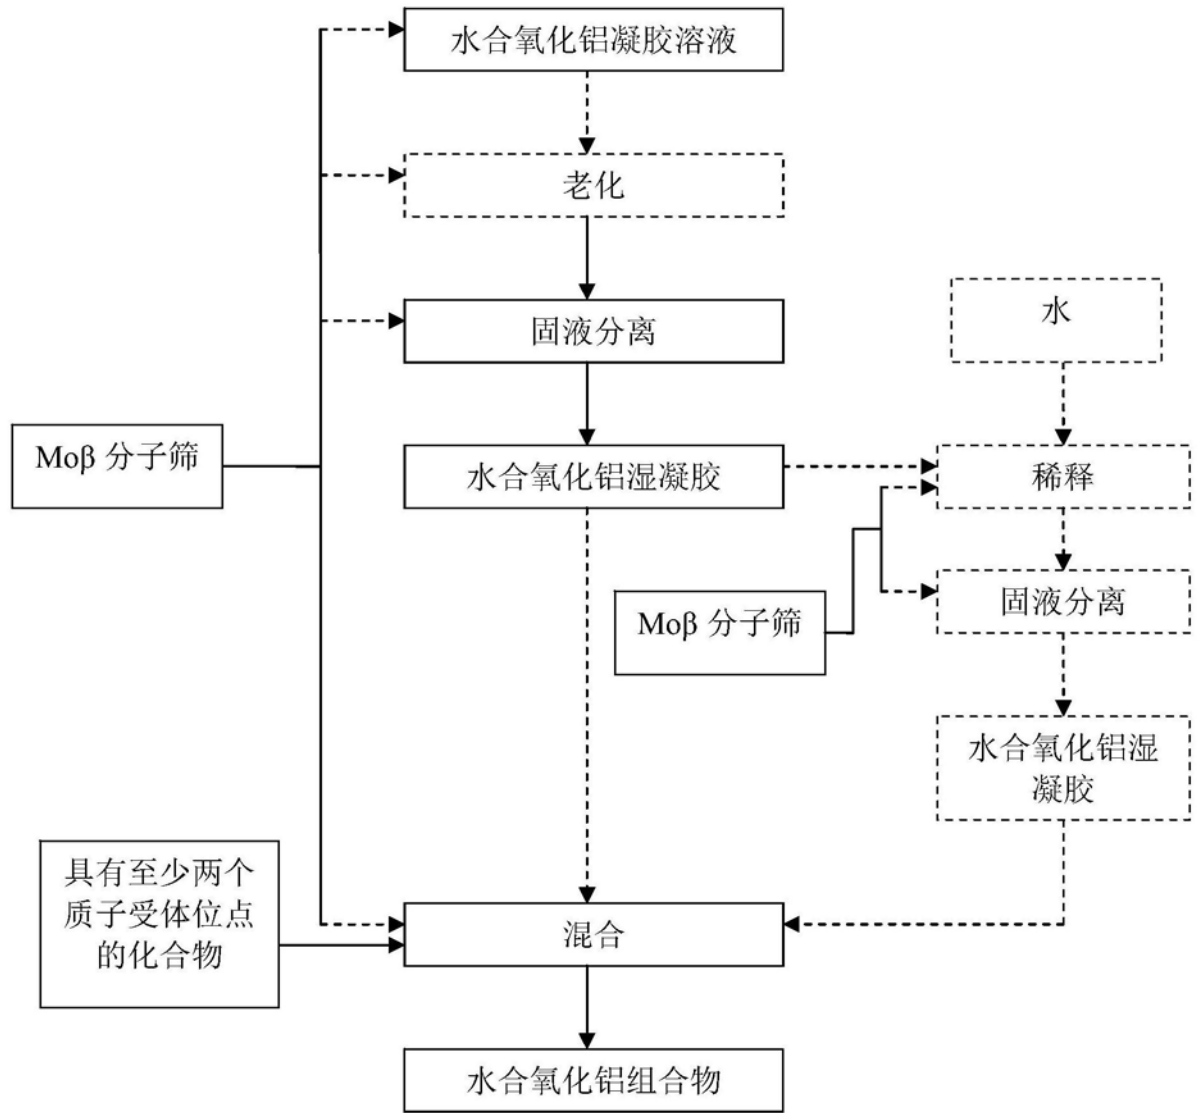 水合氧化铝凝胶溶液
老化
固液分离
水
Moβ 分子筛
水合氧化铝湿凝胶
稀释
Moβ 分子筛
固液分离
水合氧化铝湿
凝胶
具有至少两个
质子受体位点
的化合物
混合
水合氧化铝组合物